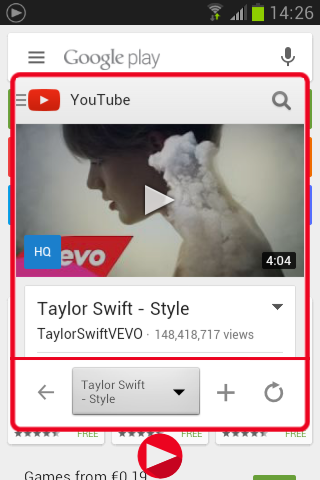 14:26
Google play
YouTube
HQ
evo
4:04
Taylor Swift - Style
TaylorSwiftVEVO · 148,418,717 views
Taylor Swift
- Style
FREE
FREE
FREE
Games from €0.19